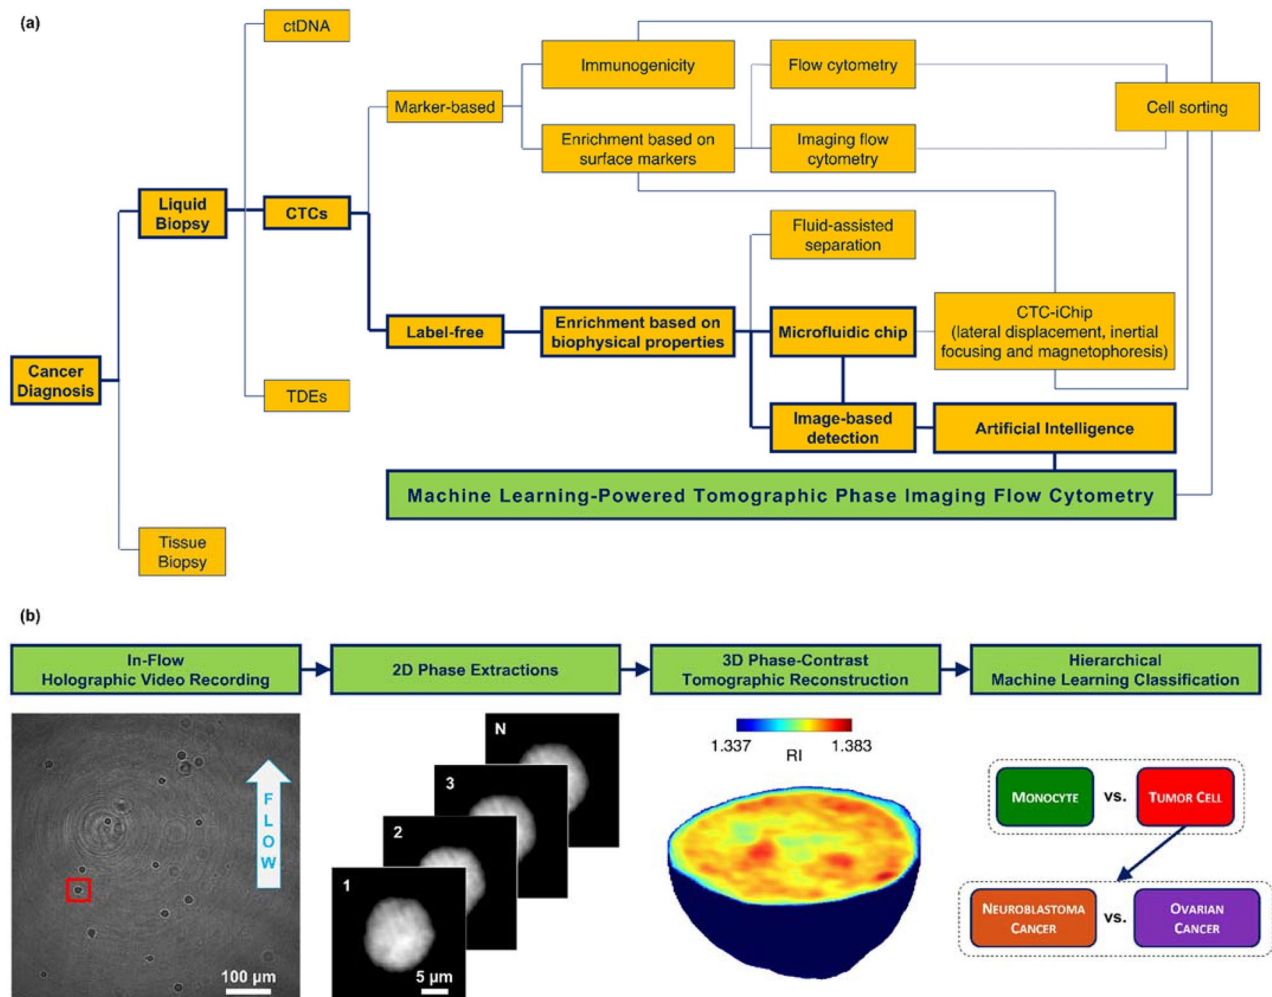 (a)
ctDNA
Immunogenicity
Flow cytometry
Marker-based
Cell sorting
Enrichment based on
surface markers
Imaging flow
cytometry
Liquid
Biopsy
CTCs
Fluid-assisted
separation
Label-free
Enrichment based on
biophysical properties
Microfluidic chip
CTC-iChip
(lateral displacement, inertial
focusing and magnetophoresis)
Cancer
Diagnosis
TDEs
Image-based
detection
Artificial Intelligence
Machine Learning-Powered Tomographic Phase Imaging Flow Cytometry
Tissue
Biopsy
(b)
In-Flow
Holographic Video Recording
2D Phase Extractions
3D Phase-Contrast
Tomographic Reconstruction
Hierarchical
Machine Learning Classification
FLOW
100 µm
N
3
2
1
5 µm
1.337
1.383
RI
MONOCYTE
vs.
TUMOR CELL
NEUROBLASTOMA
CANCER
vs.
OVARIAN
CANCER